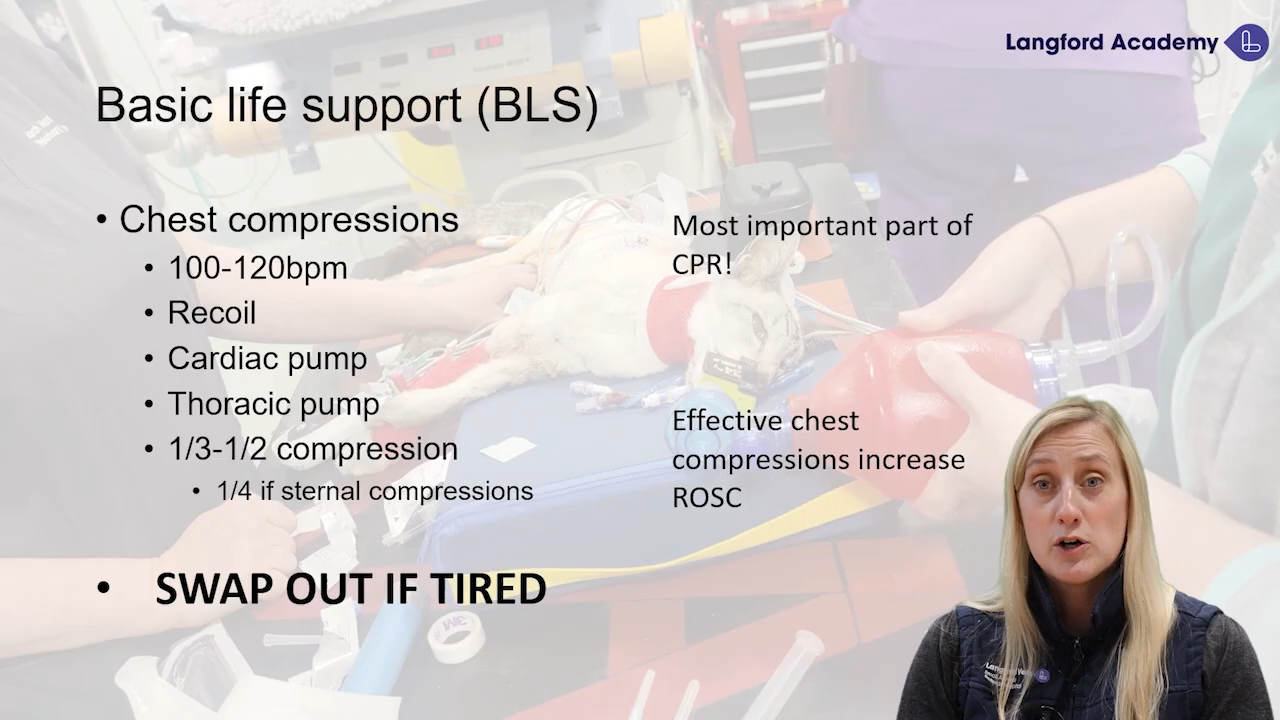 Langford Academy
Basic life support (BLS)
• Chest compressions
• 100-120bpm
• Recoil
• Cardiac pump
• Thoracic pump
• 1/3-1/2 compression
• 1/4 if sternal compressions
• SWAP OUT IF TIRED
Most important part of
CPR!
Effective chest
compressions increase
ROSC
3M